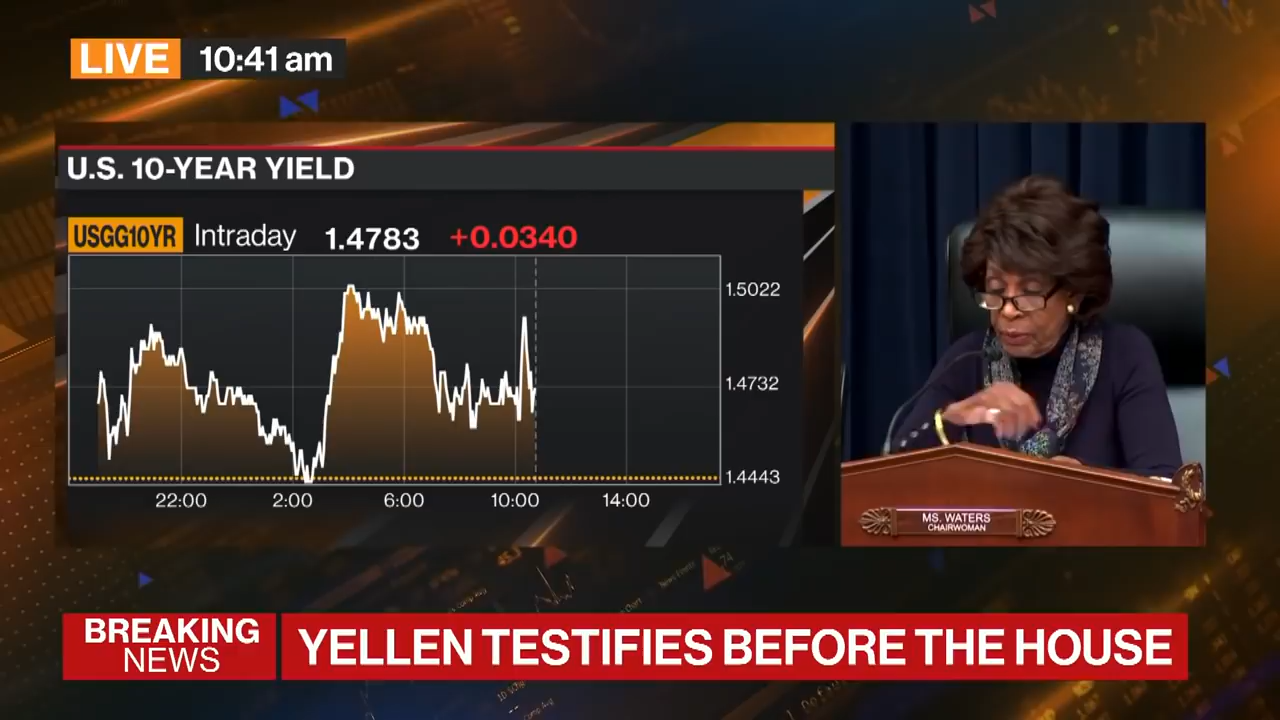 LIVE 10:41 am
U.S. 10-YEAR YIELD
USGG10YR Intraday 1.4783 +0.0340
1.5022
1.4732
1.4443
22:00 2:00 6:00 10:00 14:00
MS. WATERS
CHAIRWOMAN
BREAKING
NEWS
YELLEN TESTIFIES BEFORE THE HOUSE